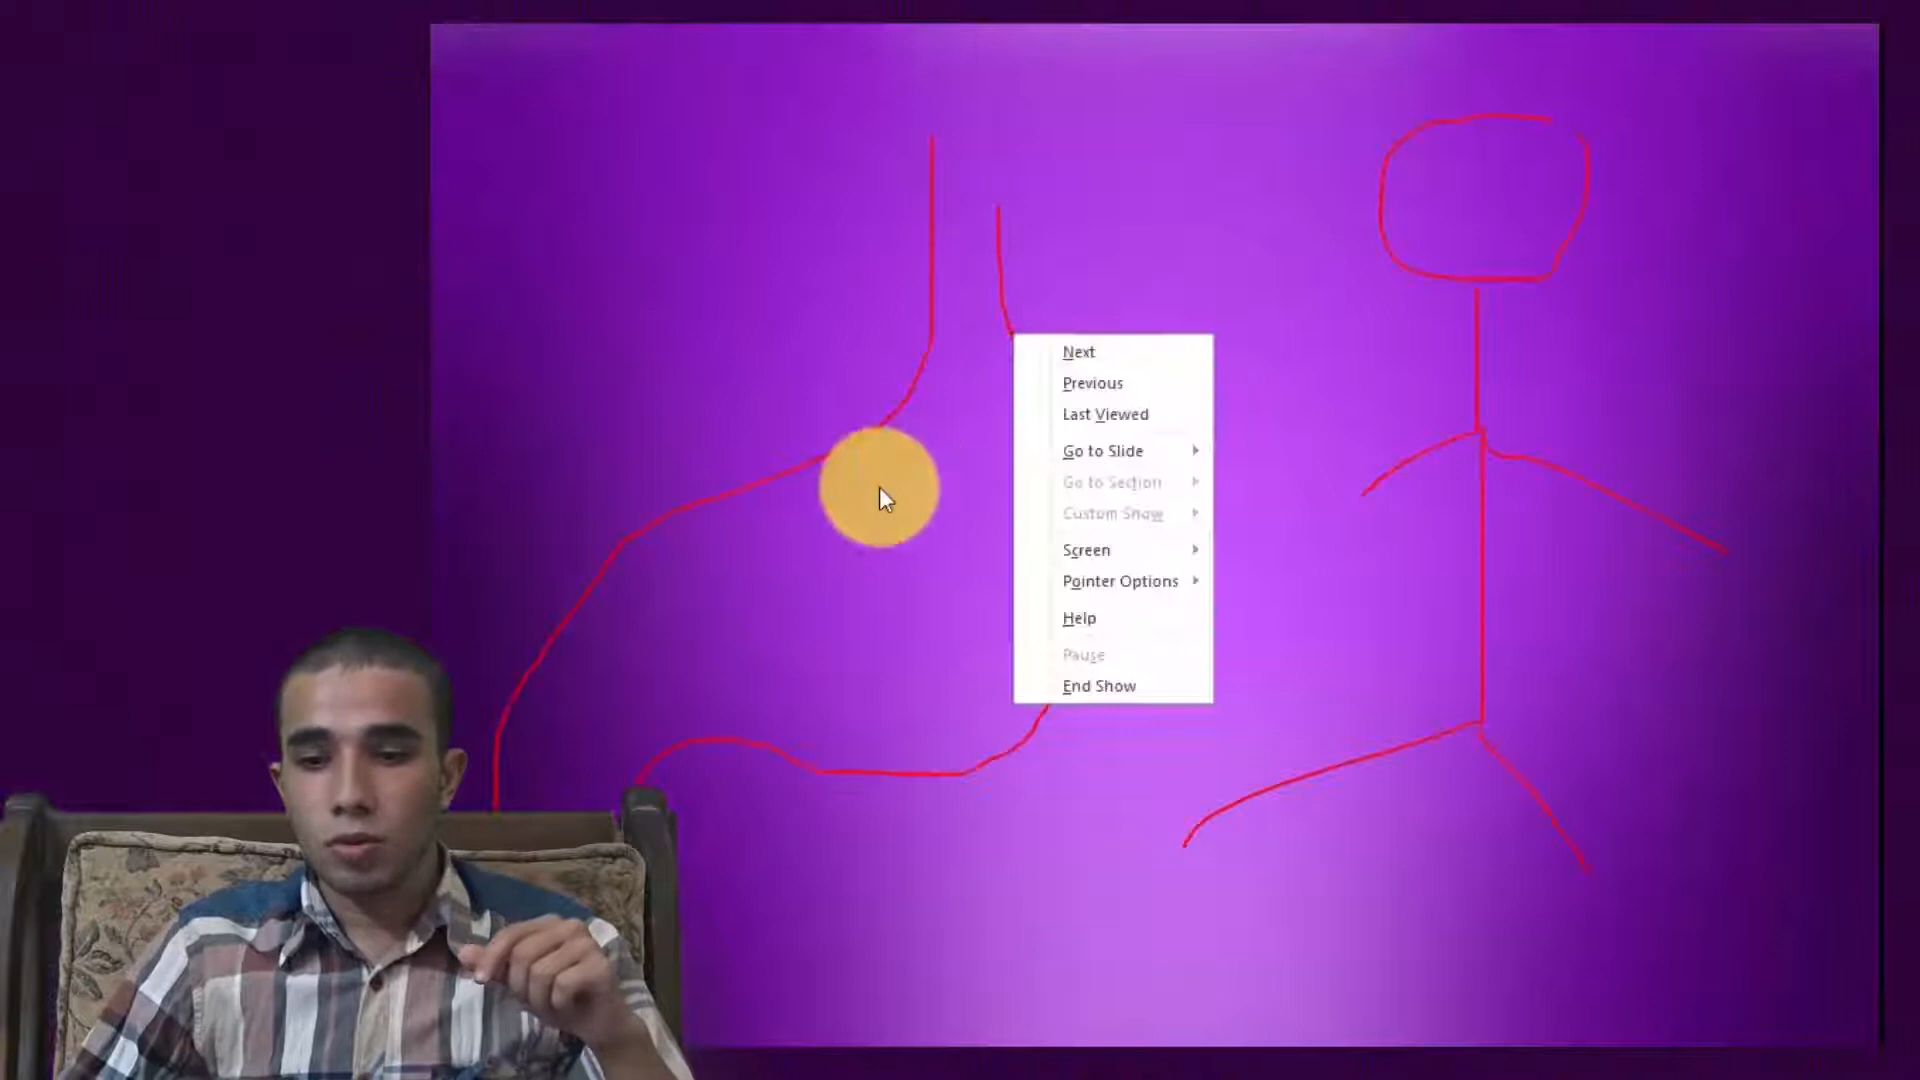 Next
Previous
Last Viewed
Go to Slide
Go to Section
Custom Show
Screen
Pointer Options
Help
Pause
End Show